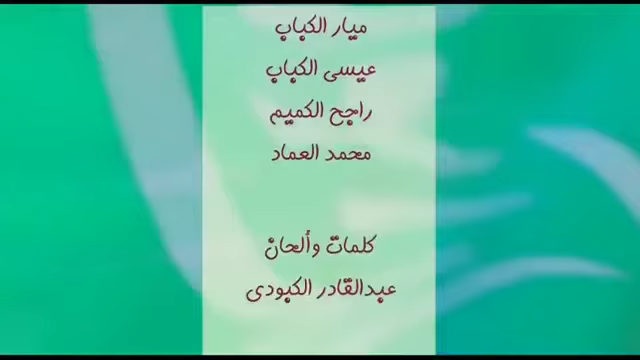 ميار الكباب
عيسى الكباب
راجح الكميم
محمد العماد
كلمات وألحان
عبدالقادر الكبودي